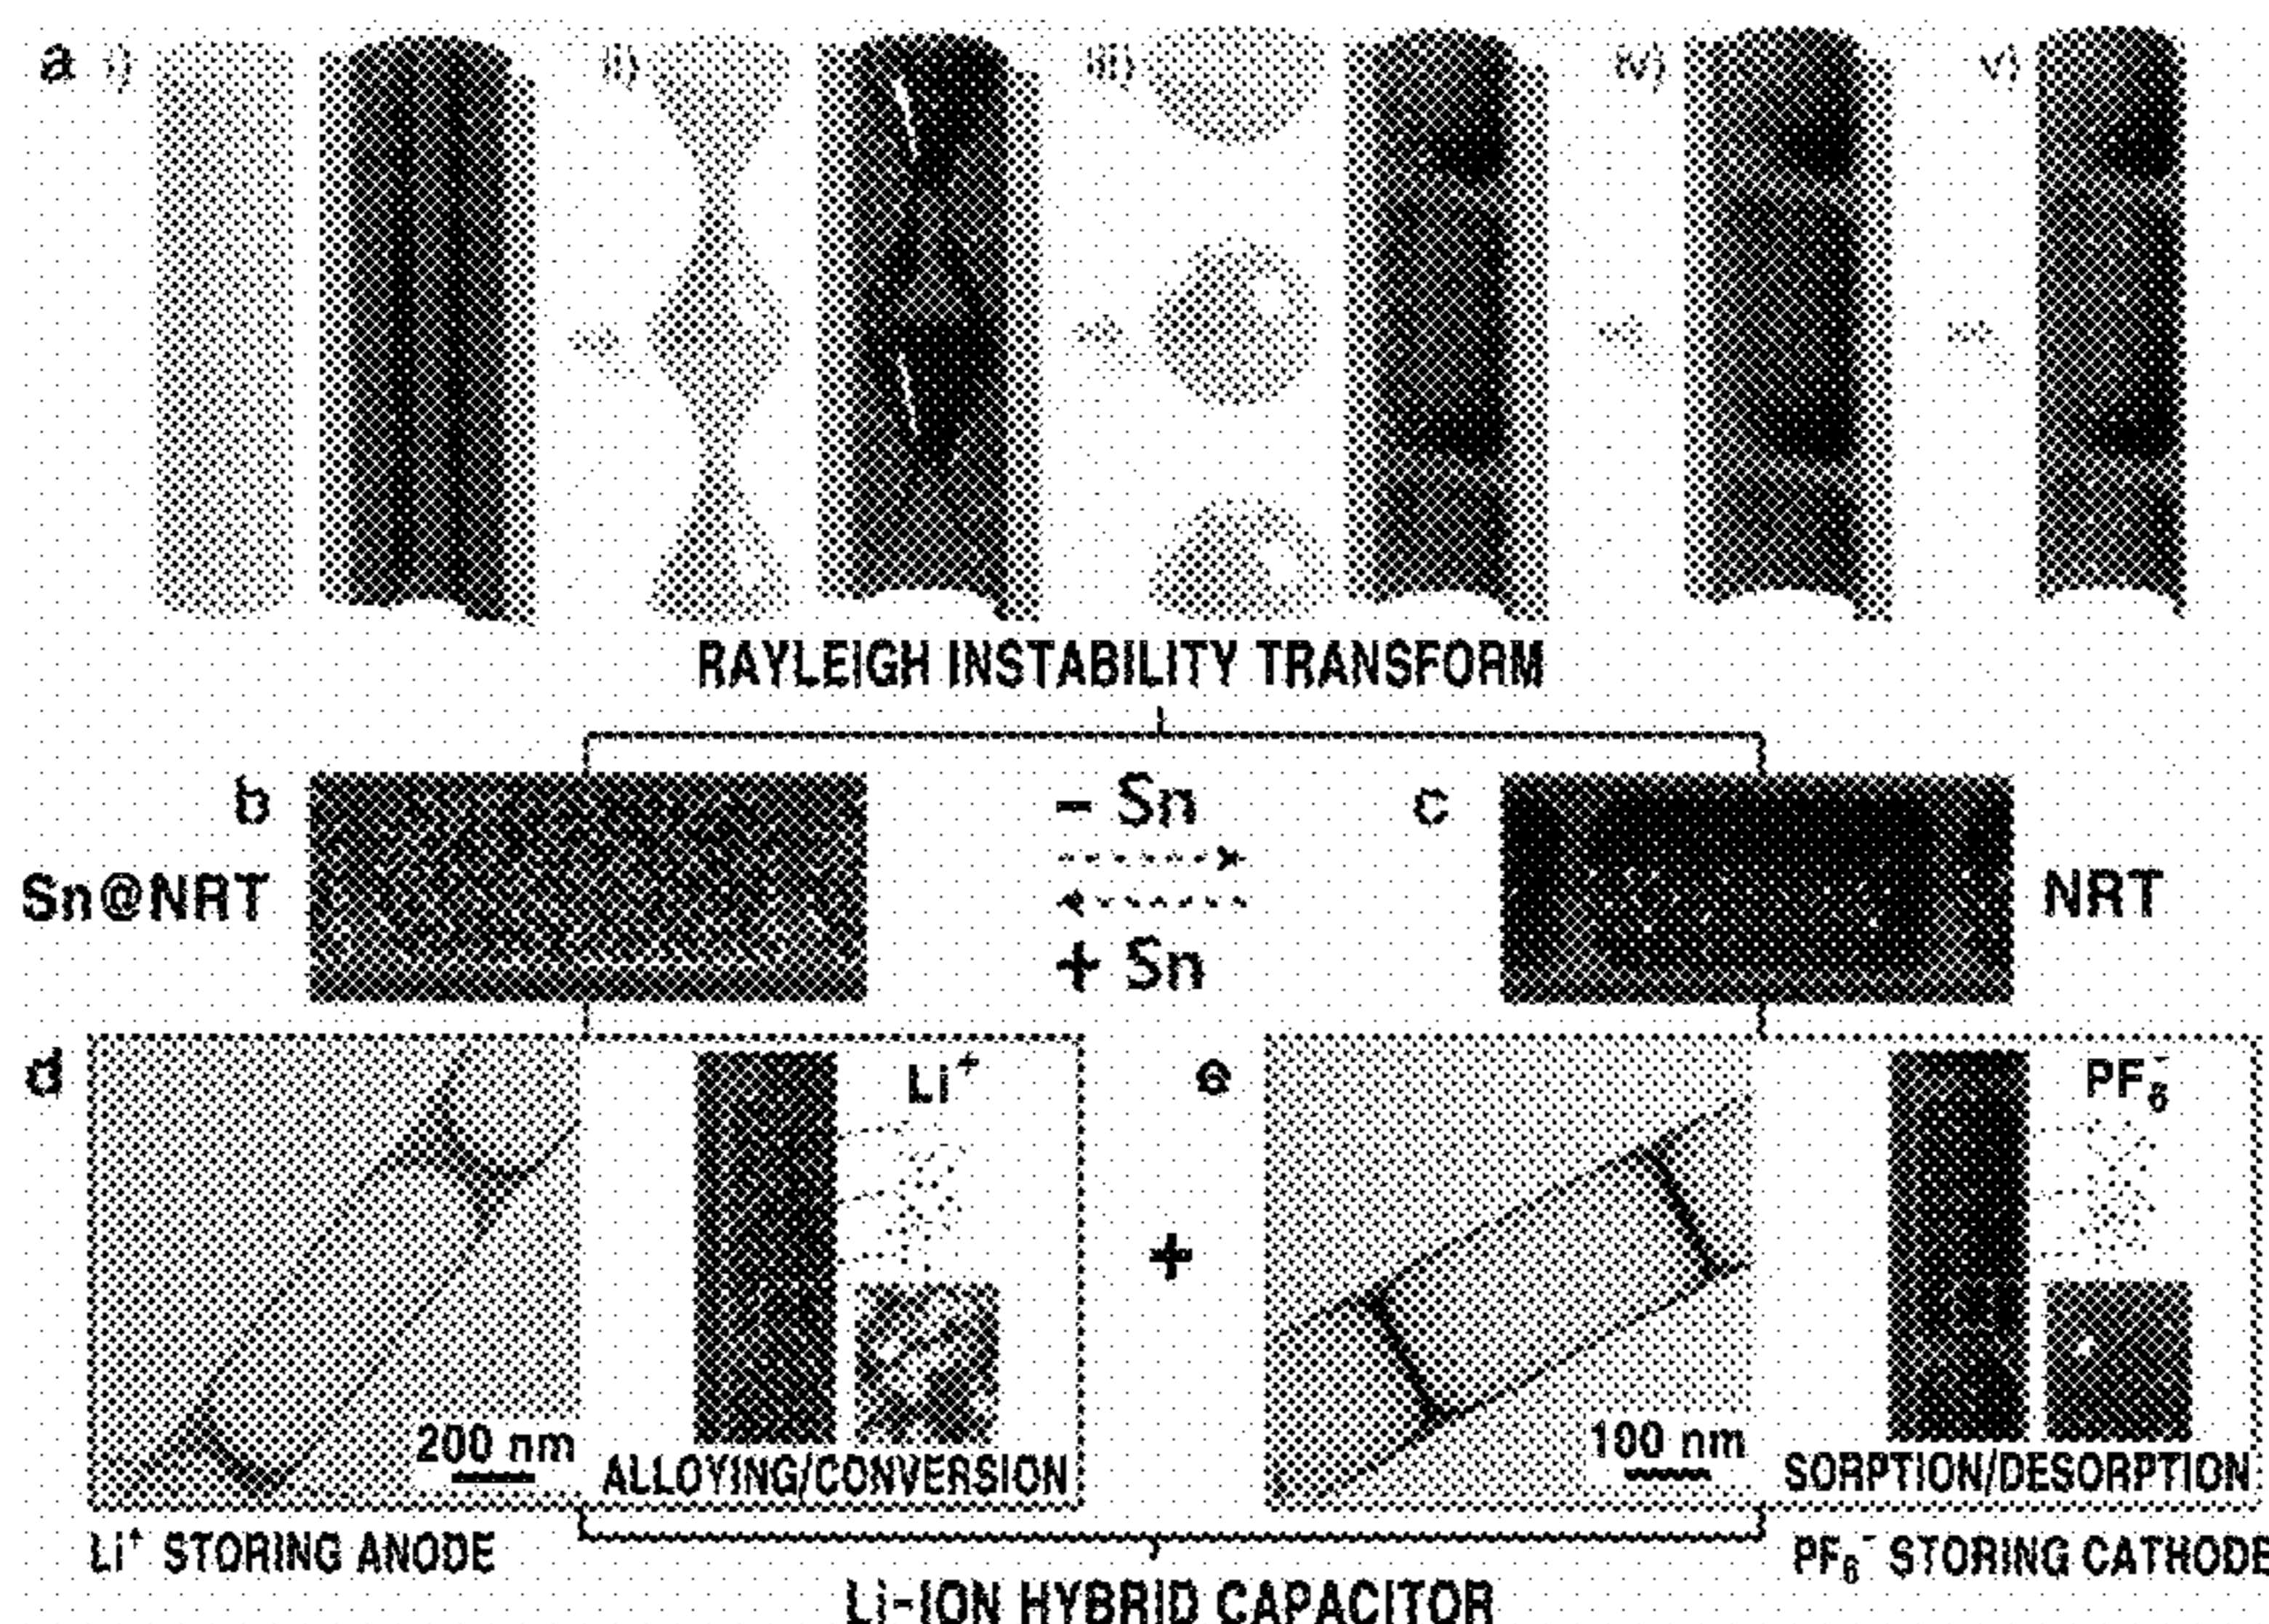 a i) ii) iii) iv) v)
RAYLEIGH INSTABILITY TRANSFORM
b - Sn c
Sn@NRT NRT
+ Sn
d Li⁺ e PF₆⁻
+
200 nm 100 nm
ALLOYING/CONVERSION SORPTION/DESORPTION
Li⁺ STORING ANODE PF₆⁻ STORING CATHODE
Li-ION HYBRID CAPACITOR